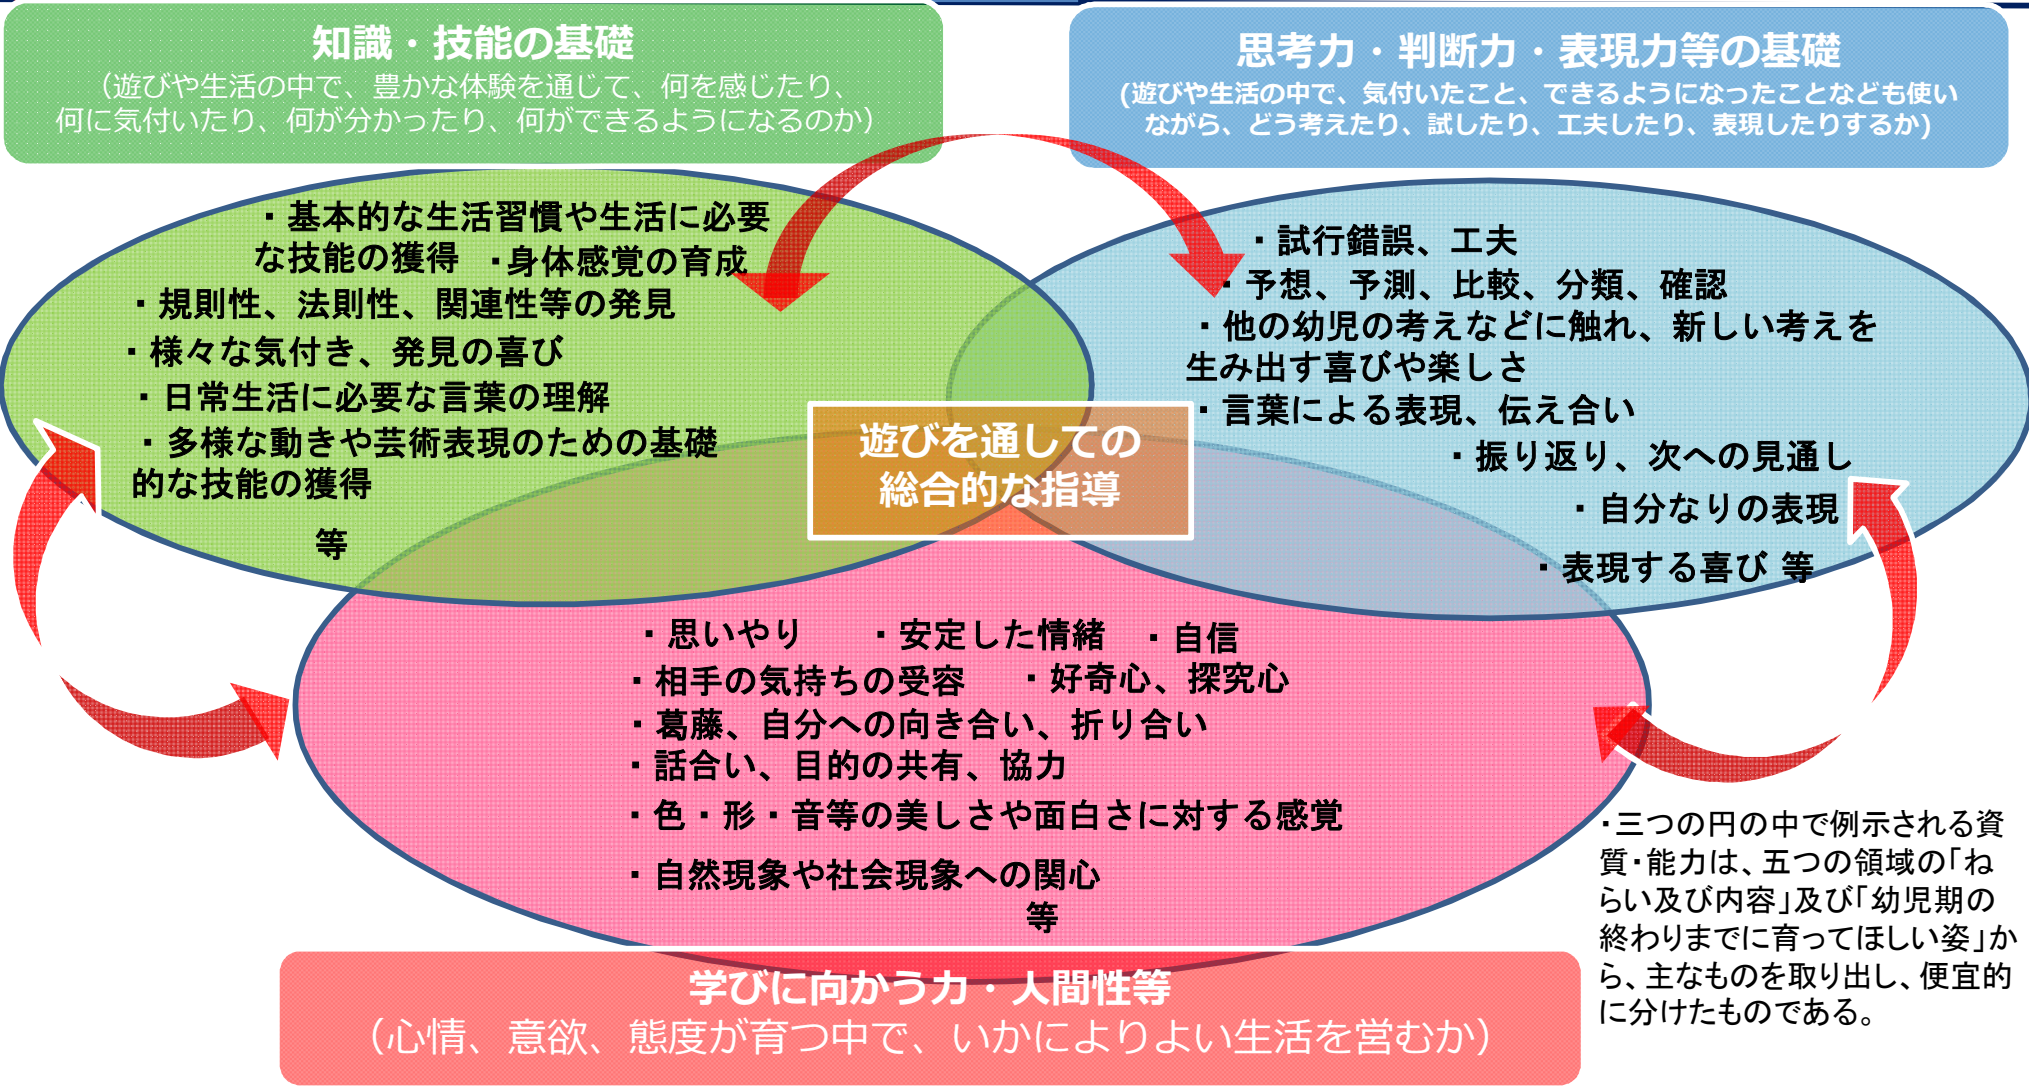 知識・技能の基礎
（遊びや生活の中で、豊かな体験を通じて、何を感じたり、
何に気付いたり、何が分かったり、何ができるようになるのか）
思考力・判断力・表現力等の基礎
(遊びや生活の中で、気付いたこと、できるようになったことなども使い
ながら、どう考えたり、試したり、工夫したり、表現したりするか)
・基本的な生活習慣や生活に必要
な技能の獲得 ・身体感覚の育成
・規則性、法則性、関連性等の発見
・様々な気付き、発見の喜び
・日常生活に必要な言葉の理解
・多様な動きや芸術表現のための基礎
的な技能の獲得
等
・試行錯誤、工夫
・予想、予測、比較、分類、確認
・他の幼児の考えなどに触れ、新しい考えを
生み出す喜びや楽しさ
・言葉による表現、伝え合い
・振り返り、次への見通し
・自分なりの表現
・表現する喜び 等
遊びを通しての
総合的な指導
・思いやり ・安定した情緒 ・自信
・相手の気持ちの受容 ・好奇心、探究心
・葛藤、自分への向き合い、折り合い
・話合い、目的の共有、協力
・色・形・音等の美しさや面白さに対する感覚
・自然現象や社会現象への関心
等
学びに向かう力・人間性等
（心情、意欲、態度が育つ中で、いかによりよい生活を営むか）
・三つの円の中で例示される資
質・能力は、五つの領域の「ね
らい及び内容」及び「幼児期の
終わりまでに育ってほしい姿」か
ら、主なものを取り出し、便宜的
に分けたものである。